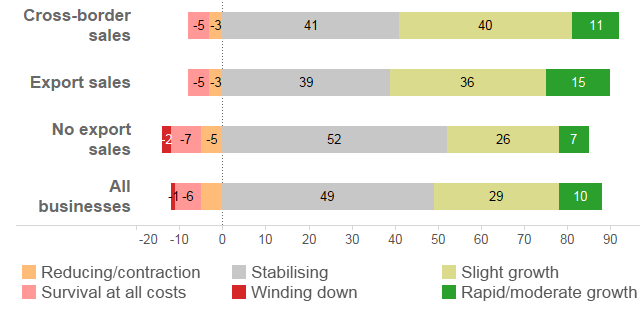 Cross-border
sales
-5 -3 41 40 11
Export sales
-5 -3 39 36 15
No export
sales
-2 -7 -5 52 26 7
All
businesses
-1 -6 49 29 10
-20 -10 0 10 20 30 40 50 60 70 80 90
Reducing/contraction Stabilising Slight growth
Survival at all costs Winding down Rapid/moderate growth